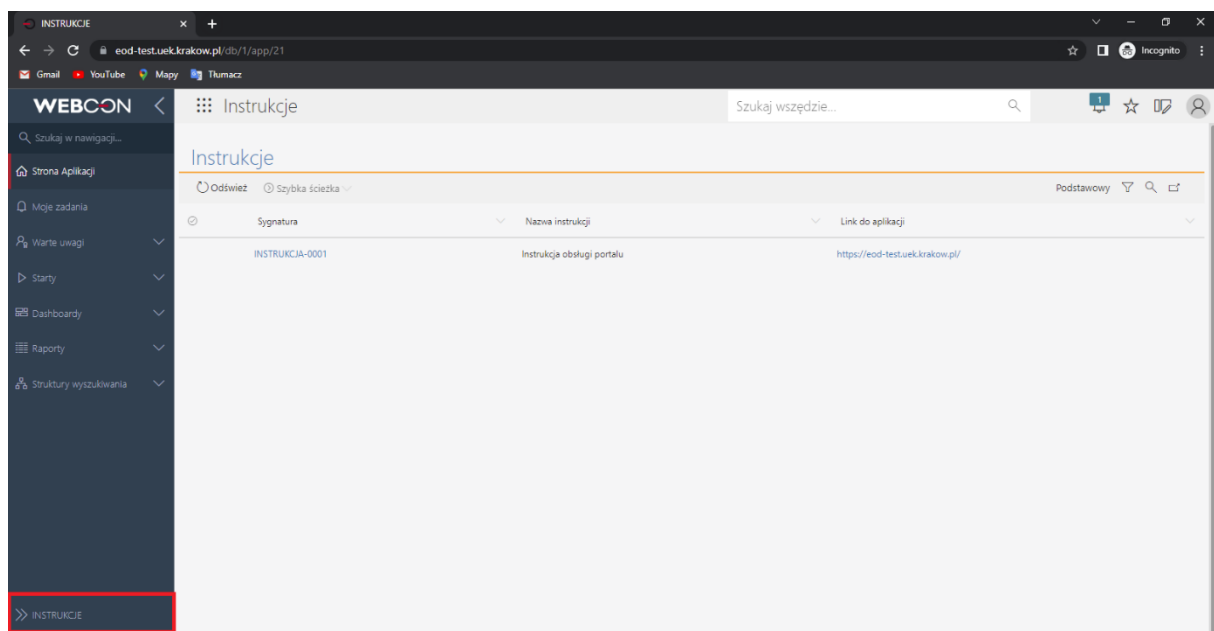 INSTRUKCJE
eod-test.uek.krakow.pl/db/1/app/21
Incognito
Gmail YouTube Mapy Tłumacz
WEBCON
Instrukcje
Szukaj wszędzie...
1
Szukaj w nawigacji...
Strona Aplikacji
Moje zadania
Warte uwagi
Starty
Dashboardy
Raporty
Struktury wyszukiwania
INSTRUKCJE
Instrukcje
Odśwież Szybka ścieżka
Podstawowy
Sygnatura Nazwa instrukcji Link do aplikacji
INSTRUKCJA-0001 Instrukcja obsługi portalu https://eod-test.uek.krakow.pl/